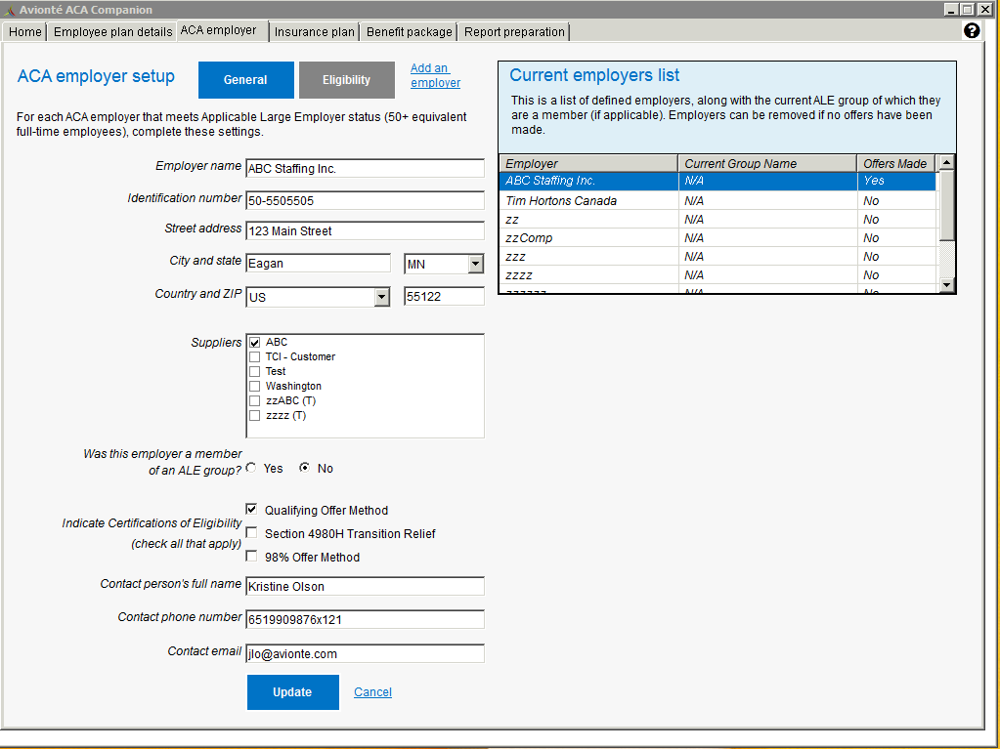 Avionté ACA Companion
Home
Employee plan details
ACA employer
Insurance plan
Benefit package
Report preparation
?
ACA employer setup
General
Eligibility
Add an
employer
For each ACA employer that meets Applicable Large Employer status (50+ equivalent
full-time employees), complete these settings.
Employer name ABC Staffing Inc.
Identification number 50-5505505
Street address 123 Main Street
City and state Eagan MN
Country and ZIP US 55122
Suppliers
ABC
TCI - Customer
Test
Washington
zzABC (T)
zzzz (T)
Was this employer a member
of an ALE group? Yes No
Indicate Certifications of Eligibility
(check all that apply)
Qualifying Offer Method
Section 4980H Transition Relief
98% Offer Method
Contact person's full name Kristine Olson
Contact phone number 6519909876x121
Contact email jlo@avionte.com
Update
Cancel
Current employers list
This is a list of defined employers, along with the current ALE group of which they
are a member (if applicable). Employers can be removed if no offers have been
made.
Employer Current Group Name Offers Made
ABC Staffing Inc. N/A Yes
Tim Hortons Canada N/A No
zz N/A No
zzComp N/A No
zzz N/A No
zzzz N/A No
N/A No